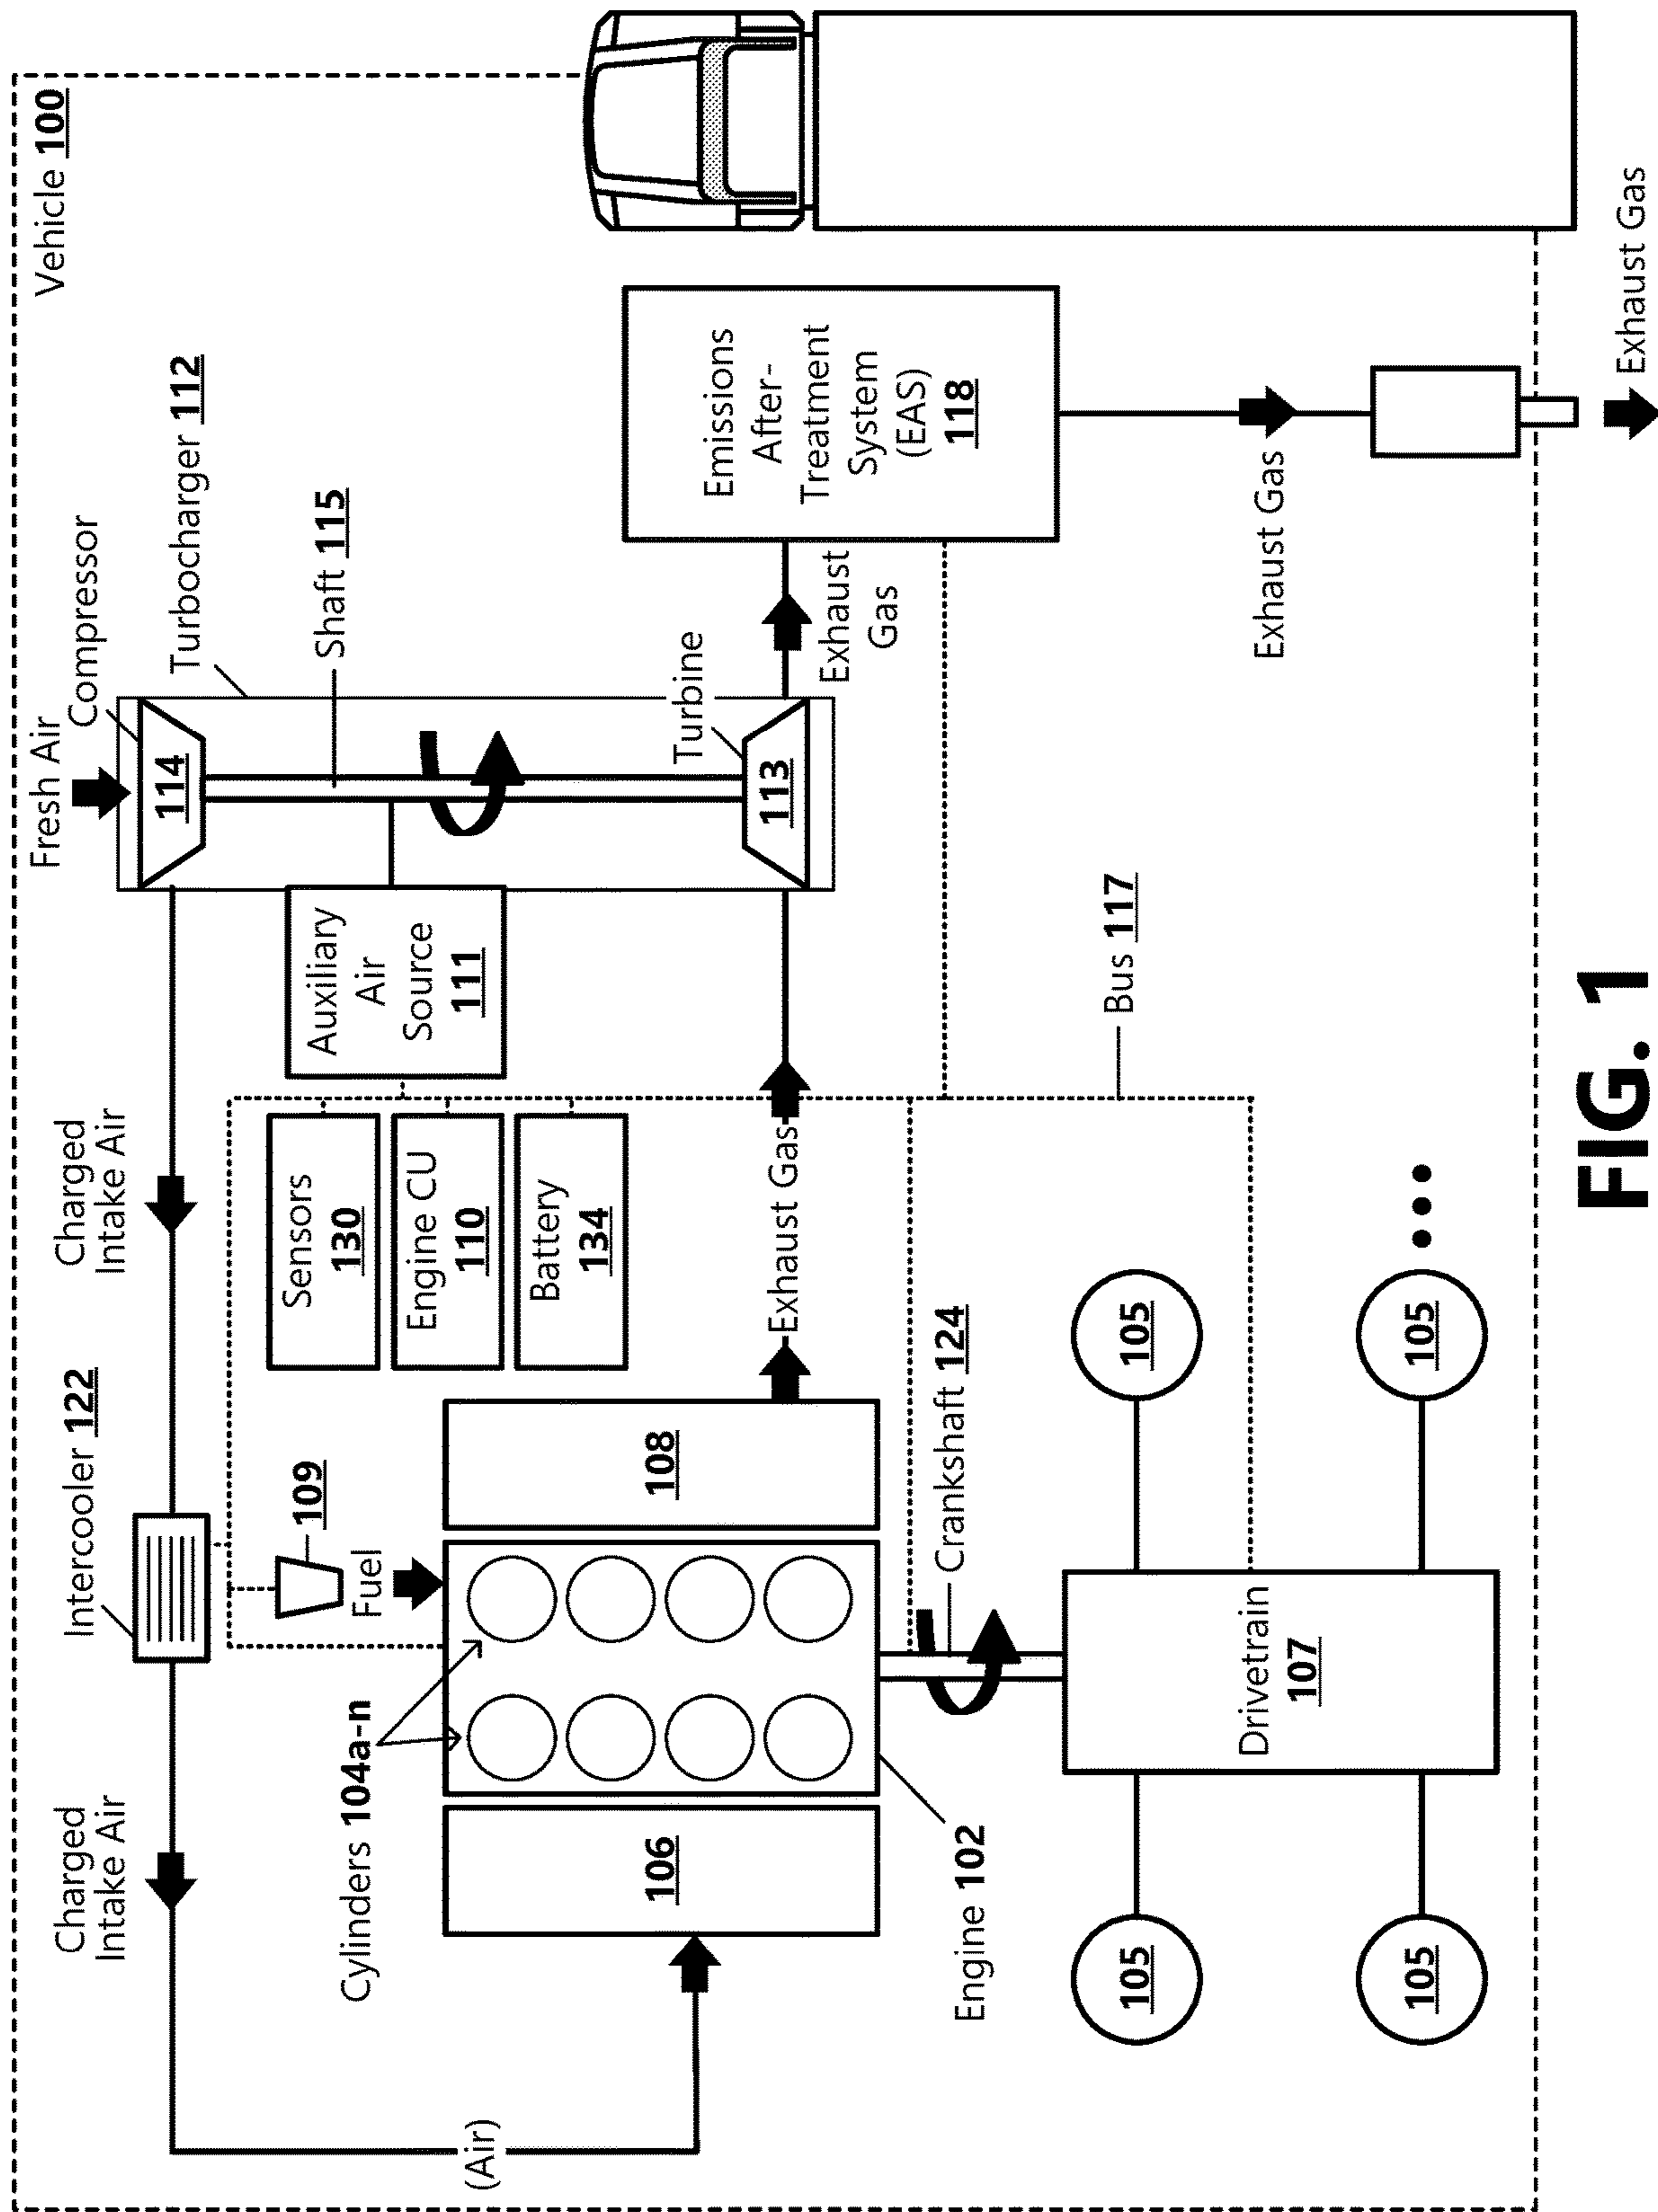 Vehicle 100
Fresh Air
Compressor
Turbocharger 112
Shaft 115
114
Turbine
113
Charged
Intake Air
Intercooler 122
Charged
Intake Air
Auxiliary
Air
Source
111
Sensors
130
Engine CU
110
Battery
134
109
Fuel
Cylinders 104a-n
(Air)
106
108
Engine 102
Exhaust Gas
Exhaust
Gas
Emissions
After-
Treatment
System
(EAS)
118
Exhaust Gas
Exhaust Gas
Bus 117
Crankshaft 124
Drivetrain
107
105
105
105
105
FIG. 1